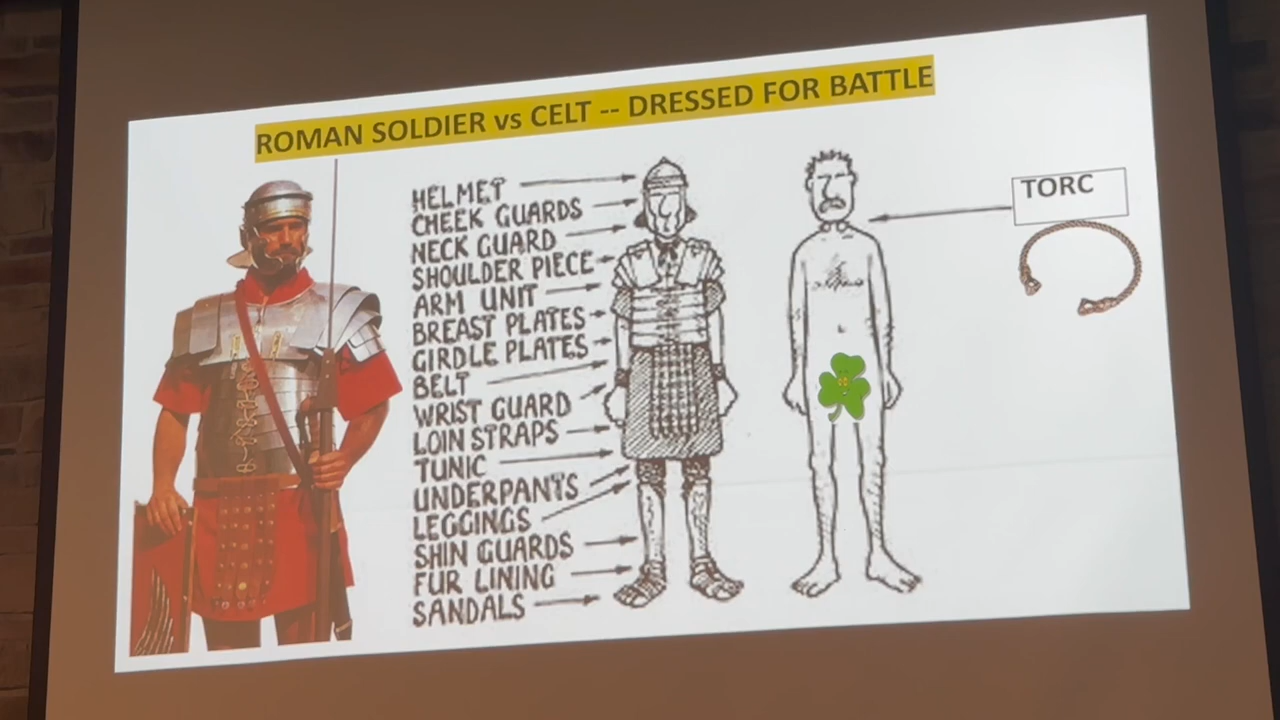 ROMAN SOLDIER vs CELT -- DRESSED FOR BATTLE
HELMET
CHEEK GUARDS
NECK GUARD
SHOULDER PIECE
ARM UNIT
BREAST PLATES
GIRDLE PLATES
BELT
WRIST GUARD
LOIN STRAPS
TUNIC
UNDERPANTS
LEGGINGS
SHIN GUARDS
FUR LINING
SANDALS
TORC